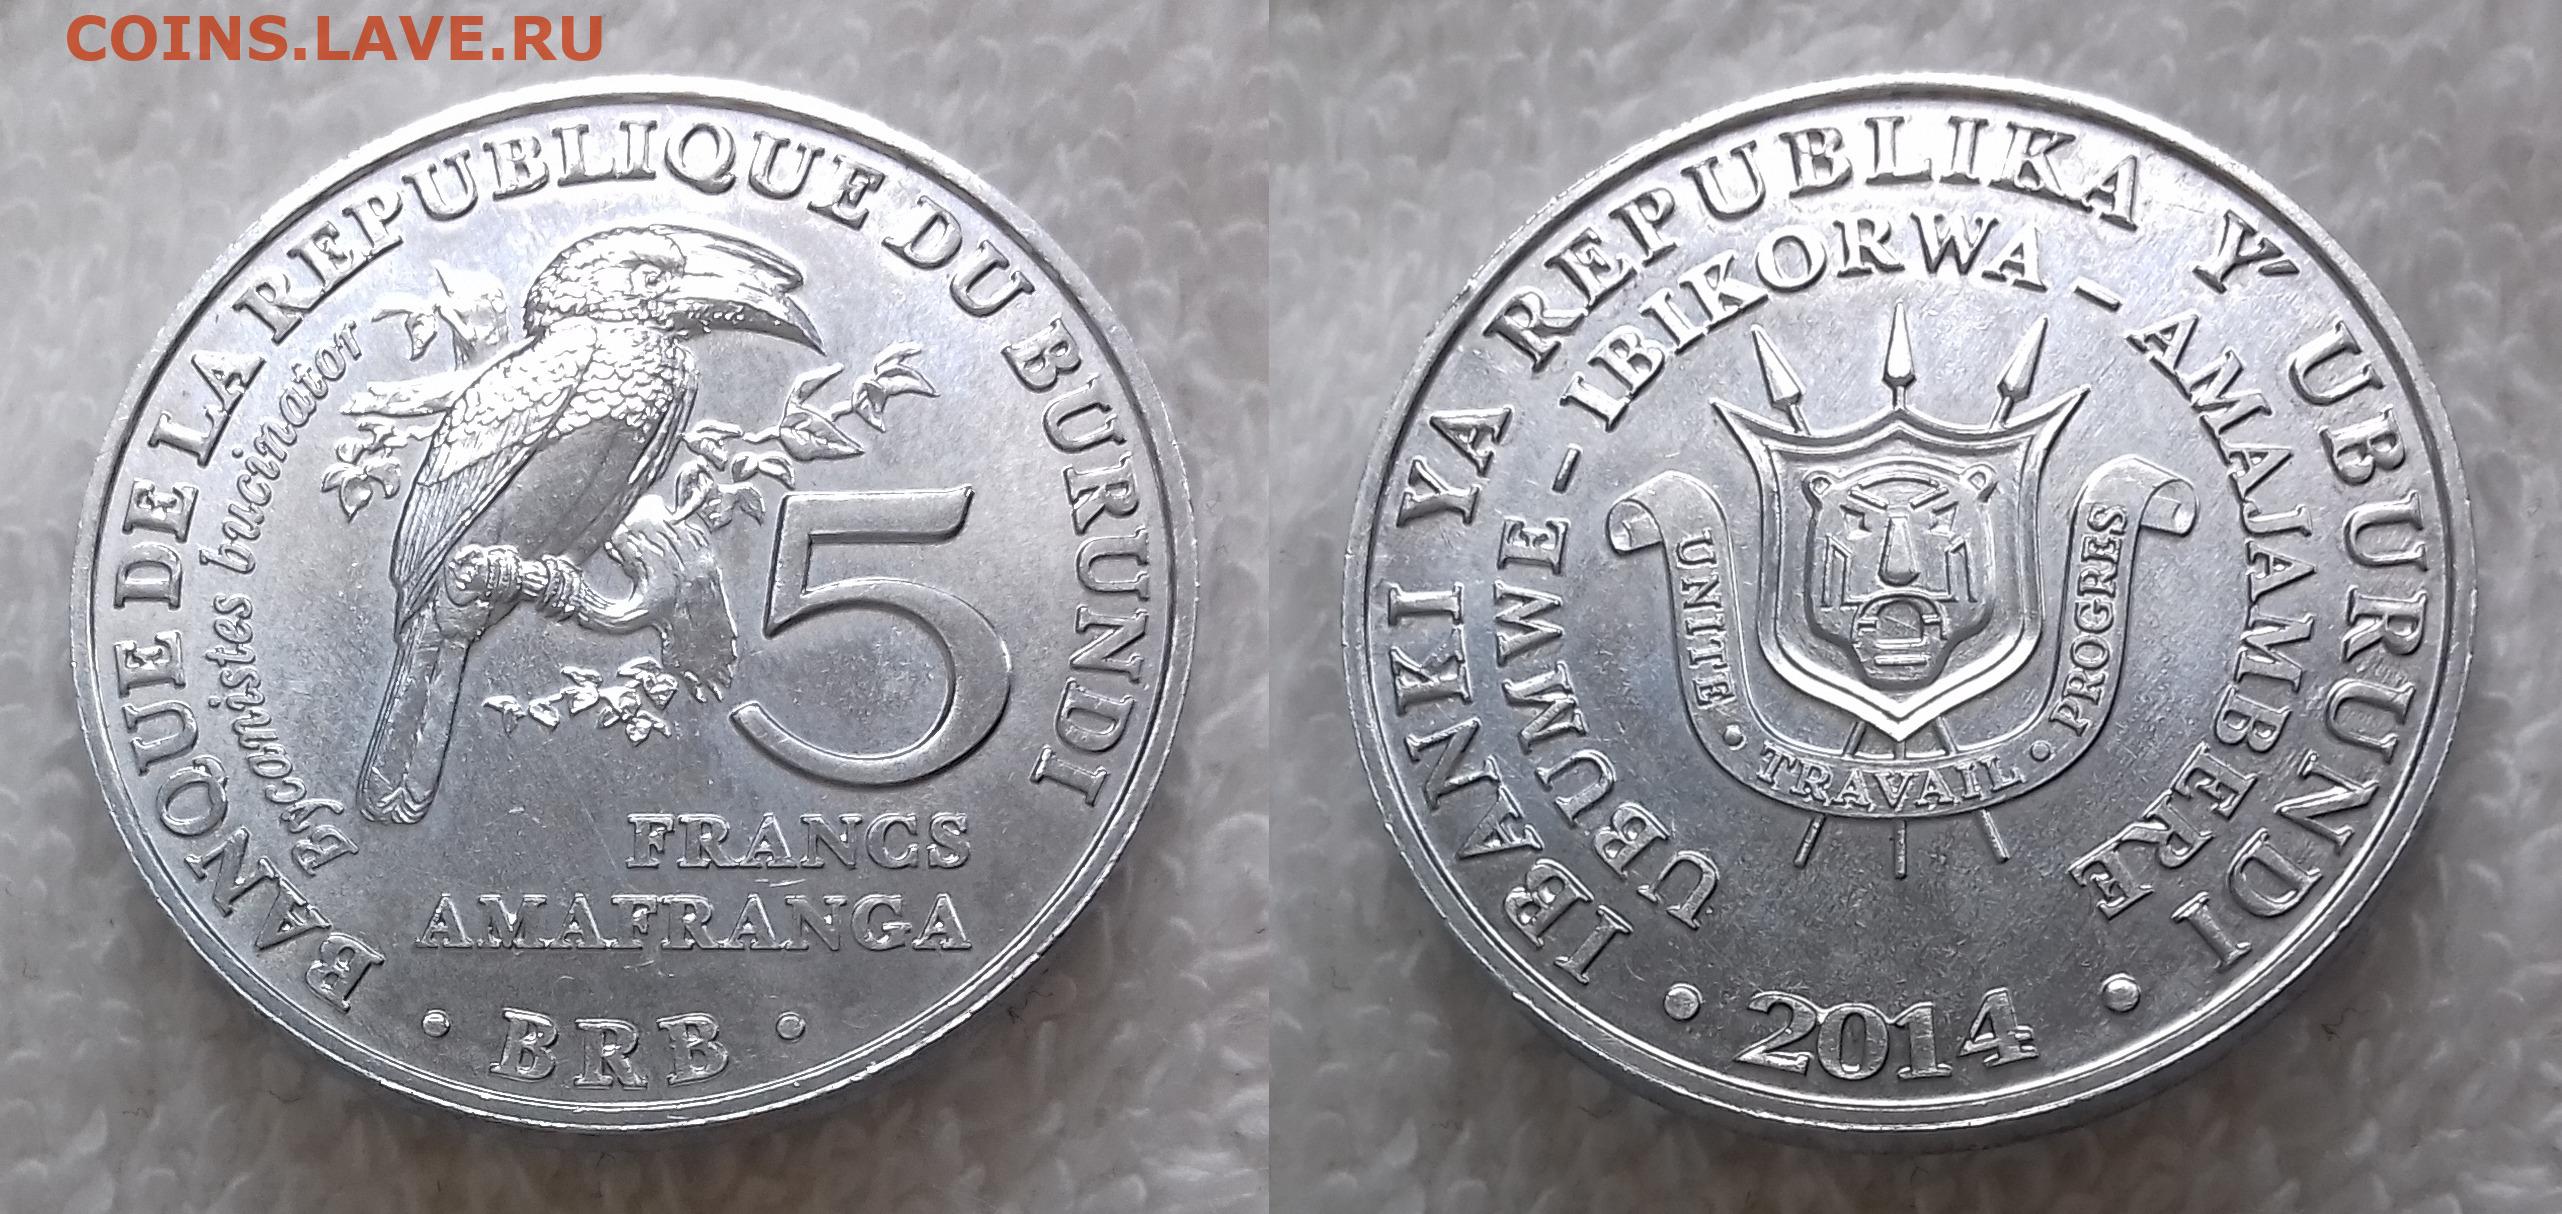 COINS.LAVE.RU
BANQUE DE LA REPUBLIQUE DU BURUNDI
Bycanistes bucinator
5
FRANCS
AMAFRANGA
• BRB •
IBANKI YA REPUBLIKA Y'UBURUNDI
UBUMWE - IBIKORWA - AMAJAMBERE
UNITE • TRAVAIL • PROGRES
• 2014 •